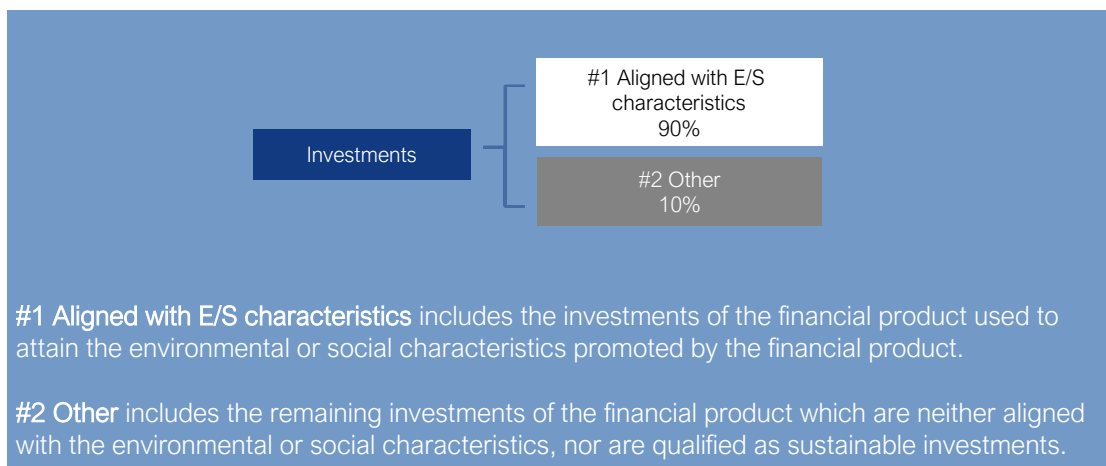 #1 Aligned with E/S
characteristics
90%
Investments
#2 Other
10%
#1 Aligned with E/S characteristics includes the investments of the financial product used to
attain the environmental or social characteristics promoted by the financial product.
#2 Other includes the remaining investments of the financial product which are neither aligned
with the environmental or social characteristics, nor are qualified as sustainable investments.